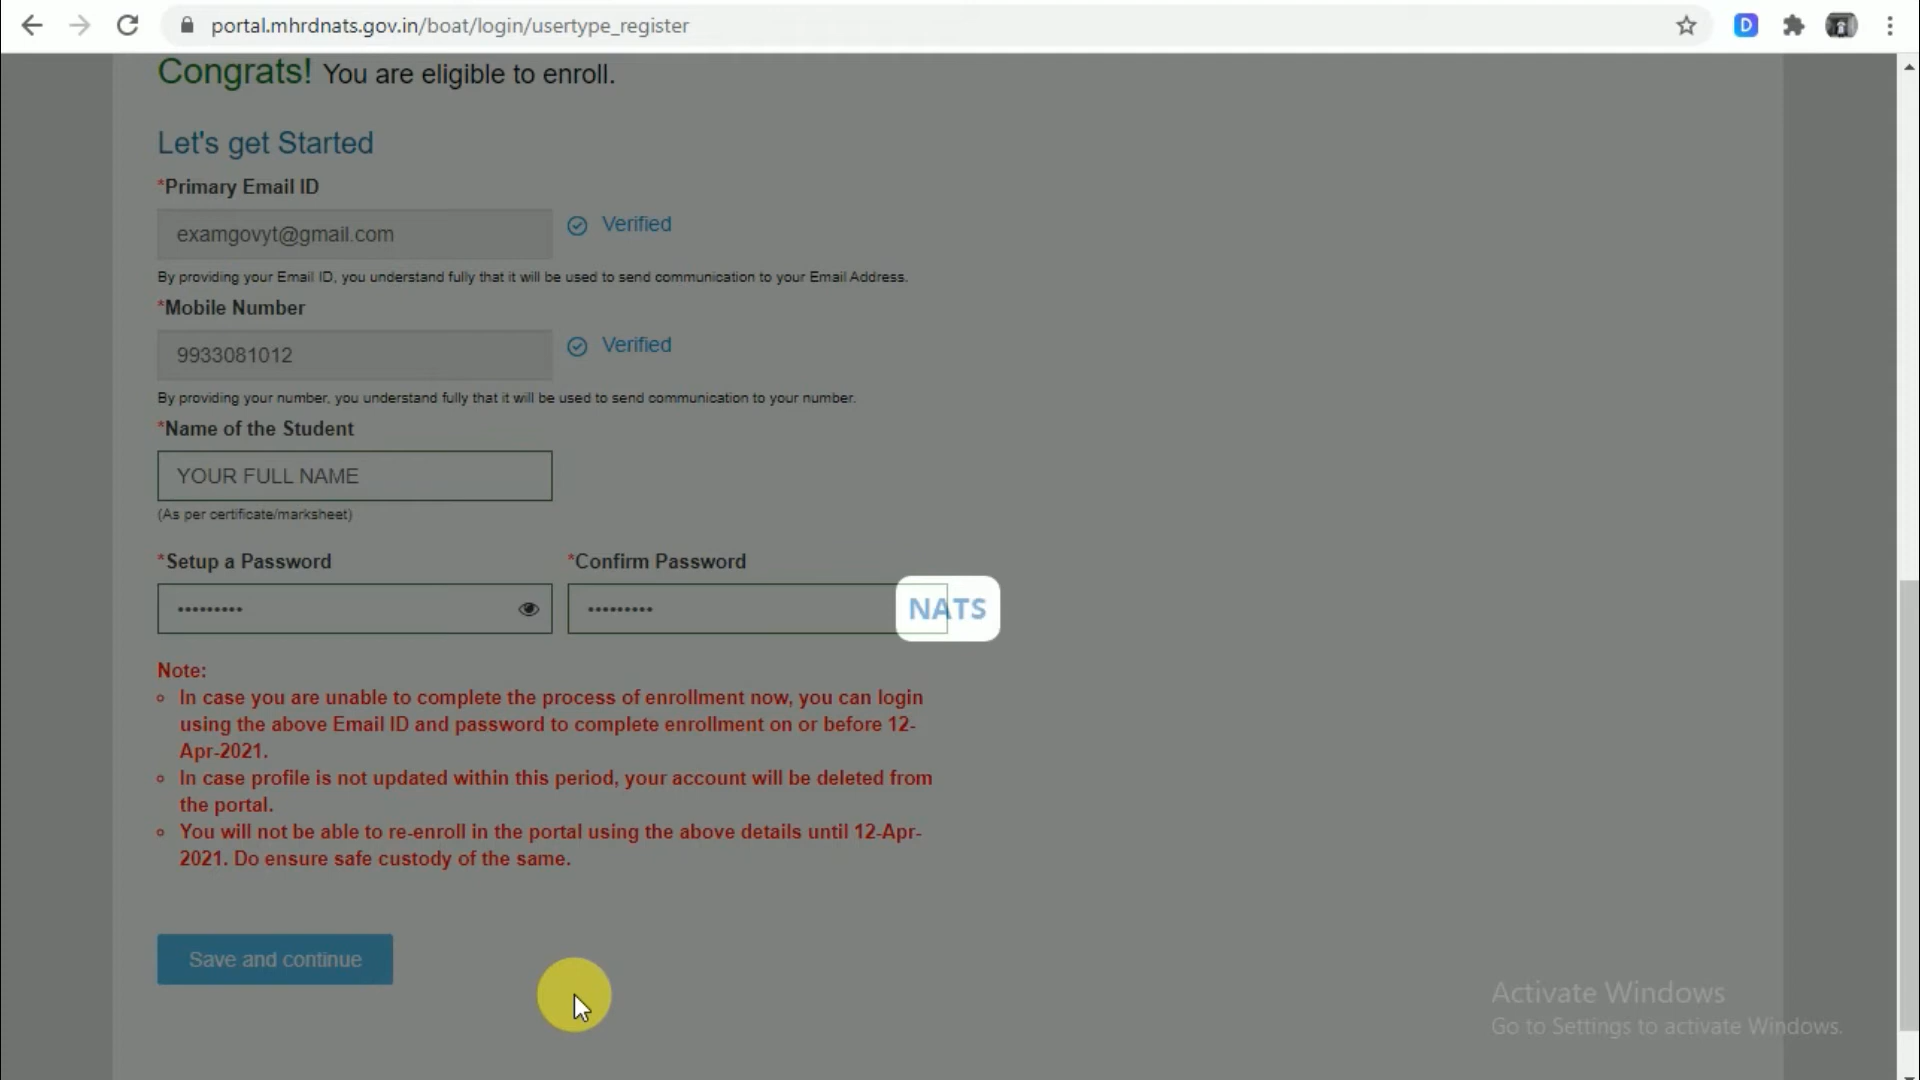 portal.mhrdnats.gov.in/boat/login/usertype_register
D
Congrats! You are eligible to enroll.
Let's get Started
*Primary Email ID
examgovyt@gmail.com
Verified
By providing your Email ID, you understand fully that it will be used to send communication to your Email Address.
*Mobile Number
9933081012
Verified
By providing your number, you understand fully that it will be used to send communication to your number.
*Name of the Student
YOUR FULL NAME
(As per certificate/marksheet)
*Setup a Password *Confirm Password
••••••••• •••••••••
NATS
Note:
In case you are unable to complete the process of enrollment now, you can login
using the above Email ID and password to complete enrollment on or before 12-
Apr-2021.
In case profile is not updated within this period, your account will be deleted from
the portal.
You will not be able to re-enroll in the portal using the above details until 12-Apr-
2021. Do ensure safe custody of the same.
Save and continue
Activate Windows
Go to Settings to activate Windows.